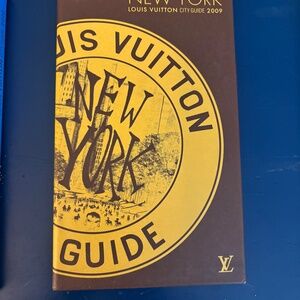 NEW YORK
LOUIS VUITTON CITY GUIDE 2009
UIS VUITTON
NEW
YORK
GUIDE
LV